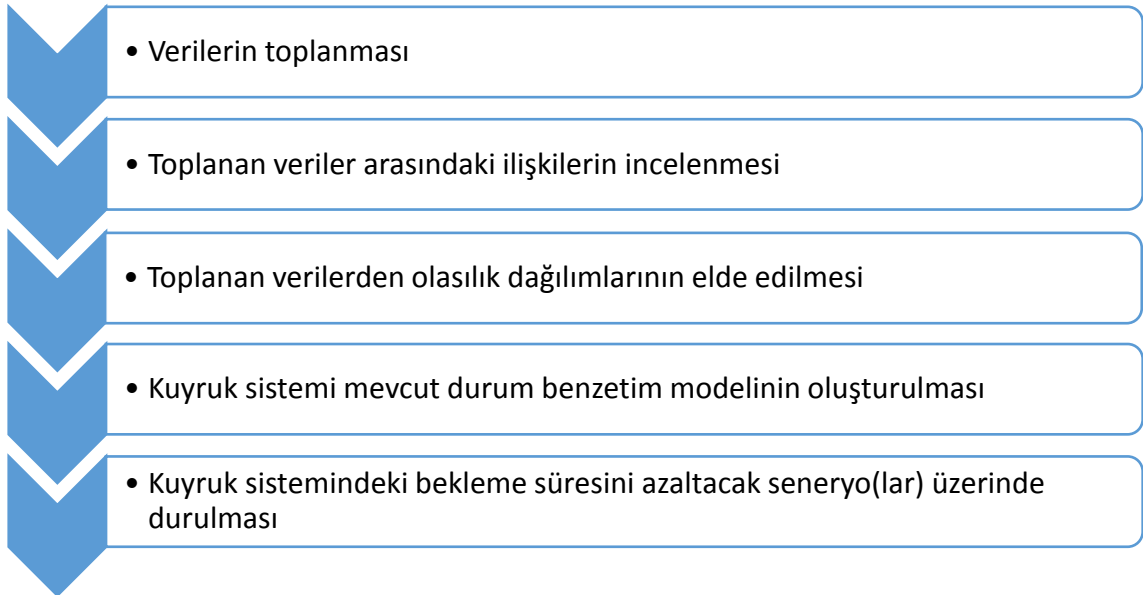 • Verilerin toplanması
• Toplanan veriler arasındaki ilişkilerin incelenmesi
• Toplanan verilerden olasılık dağılımlarının elde edilmesi
• Kuyruk sistemi mevcut durum benzetim modelinin oluşturulması
• Kuyruk sistemindeki bekleme süresini azaltacak seneryo(lar) üzerinde
durulması